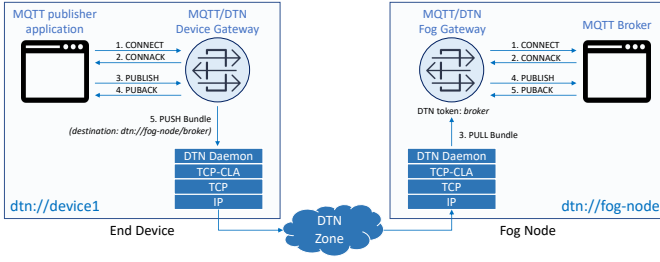 MQTT publisher
application
MQTT/DTN
Device Gateway
1. CONNECT
2. CONNACK
3. PUBLISH
4. PUBACK
5. PUSH Bundle
(destination: dtn://fog-node/broker)
DTN Daemon
TCP-CLA
TCP
IP
dtn://device1
End Device
DTN
Zone
MQTT/DTN
Fog Gateway
MQTT Broker
1. CONNECT
2. CONNACK
4. PUBLISH
5. PUBACK
DTN token: broker
3. PULL Bundle
DTN Daemon
TCP-CLA
TCP
IP
dtn://fog-node
Fog Node